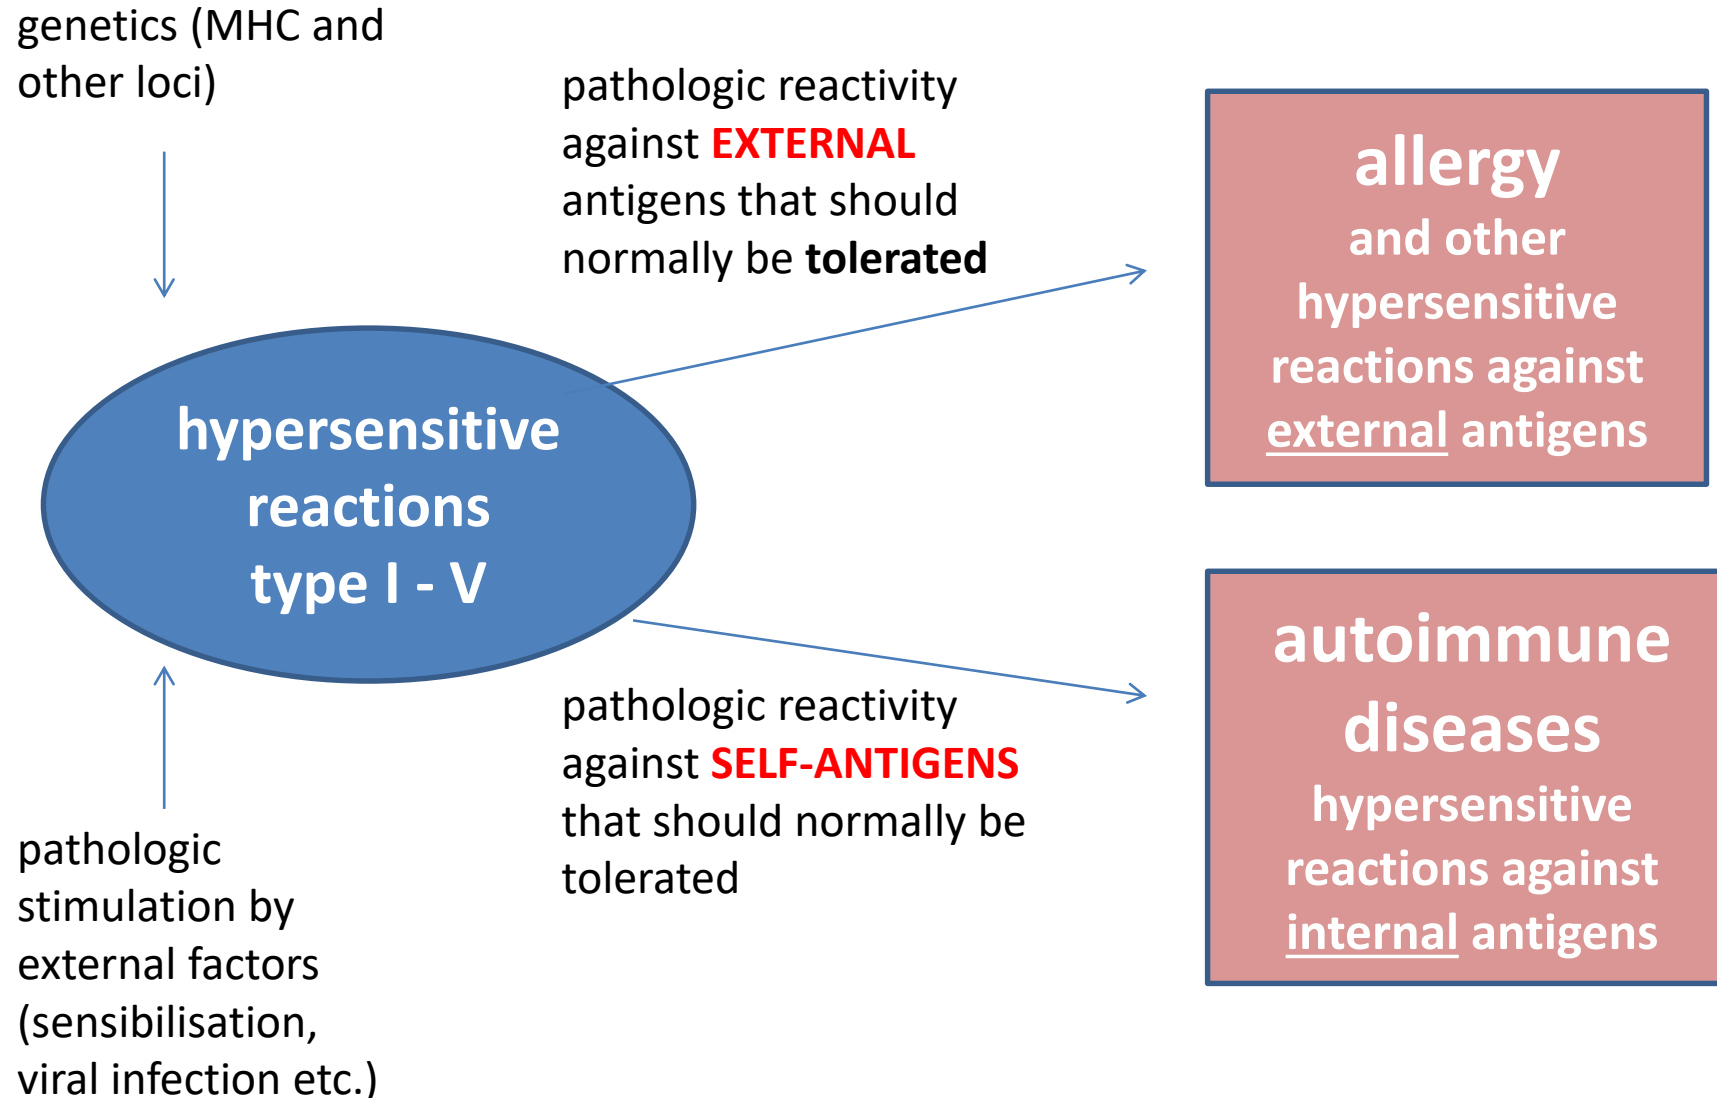 genetics (MHC and
other loci)
pathologic reactivity
against EXTERNAL
antigens that should
normally be tolerated
allergy
and other
hypersensitive
reactions against
external antigens
hypersensitive
reactions
type I - V
pathologic reactivity
against SELF-ANTIGENS
that should normally be
tolerated
autoimmune
diseases
hypersensitive
reactions against
internal antigens
pathologic
stimulation by
external factors
(sensibilisation,
viral infection etc.)